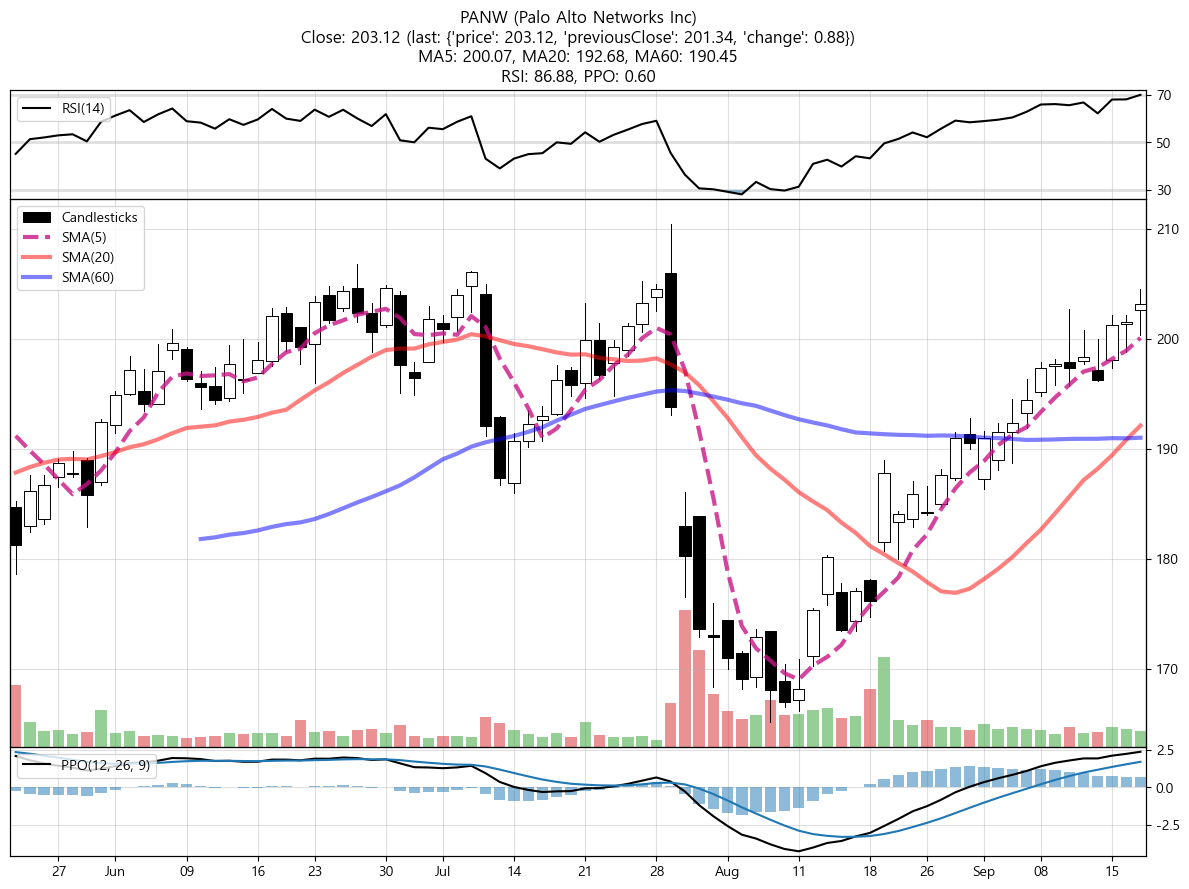 PANW (Palo Alto Networks Inc)
Close: 203.12 (last: {'price': 203.12, 'previousClose': 201.34, 'change': 0.88})
MA5: 200.07, MA20: 192.68, MA60: 190.45
RSI: 86.88, PPO: 0.60
RSI(14)
70
50
30
Candlesticks
SMA(5)
SMA(20)
SMA(60)
210
200
190
180
170
PPO(12, 26, 9)
2.5
0.0
−2.5
27 Jun 09 16 23 Jul 14 21 28 Aug 11 18 26 Sep 08 15